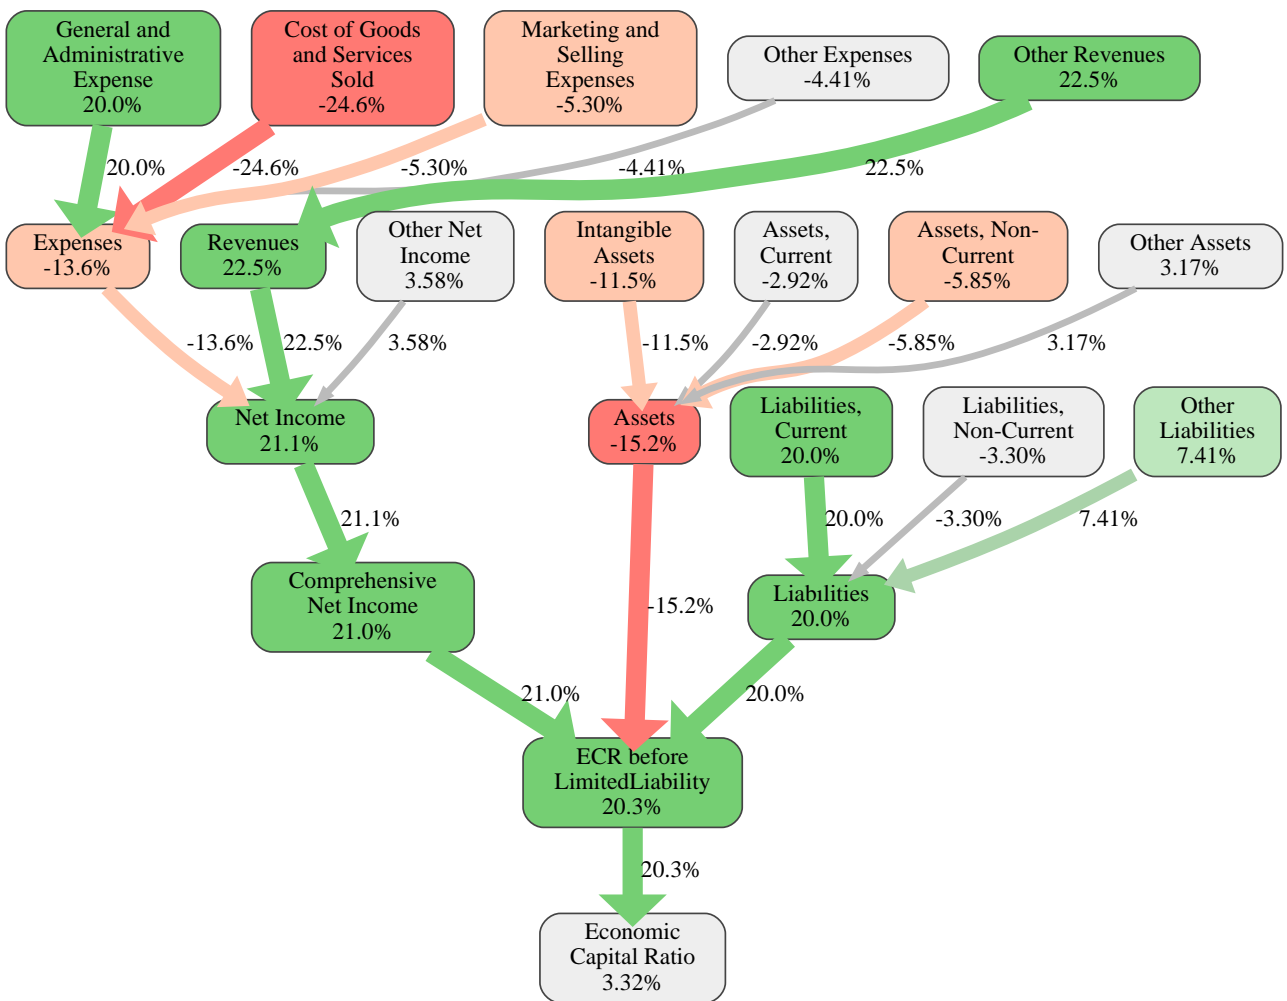 General and
Administrative
Expense
20.0%
Cost of Goods
and Services
Sold
-24.6%
Marketing and
Selling
Expenses
-5.30%
Other Expenses
-4.41%
Other Revenues
22.5%
20.0%
-24.6%
-5.30%
-4.41%
22.5%
Expenses
-13.6%
Revenues
22.5%
Other Net
Income
3.58%
Intangible
Assets
-11.5%
Assets,
Current
-2.92%
Assets, Non-
Current
-5.85%
Other Assets
3.17%
-13.6%
22.5%
3.58%
-11.5%
-2.92%
-5.85%
3.17%
Net Income
21.1%
Assets
-15.2%
Liabilities,
Current
20.0%
Liabilities,
Non-Current
-3.30%
Other
Liabilities
7.41%
21.1%
20.0%
-3.30%
7.41%
Comprehensive
Net Income
21.0%
-15.2%
Liabilities
20.0%
21.0%
20.0%
ECR before
LimitedLiability
20.3%
20.3%
Economic
Capital Ratio
3.32%